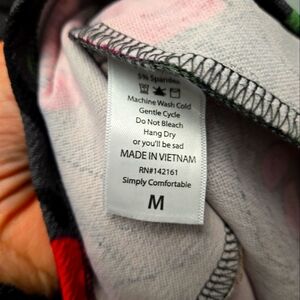 5% Spandex
Machine Wash Cold
Gentle Cycle
Do Not Bleach
Hang Dry
or you'll be sad
MADE IN VIETNAM
RN#142161
Simply Comfortable
M